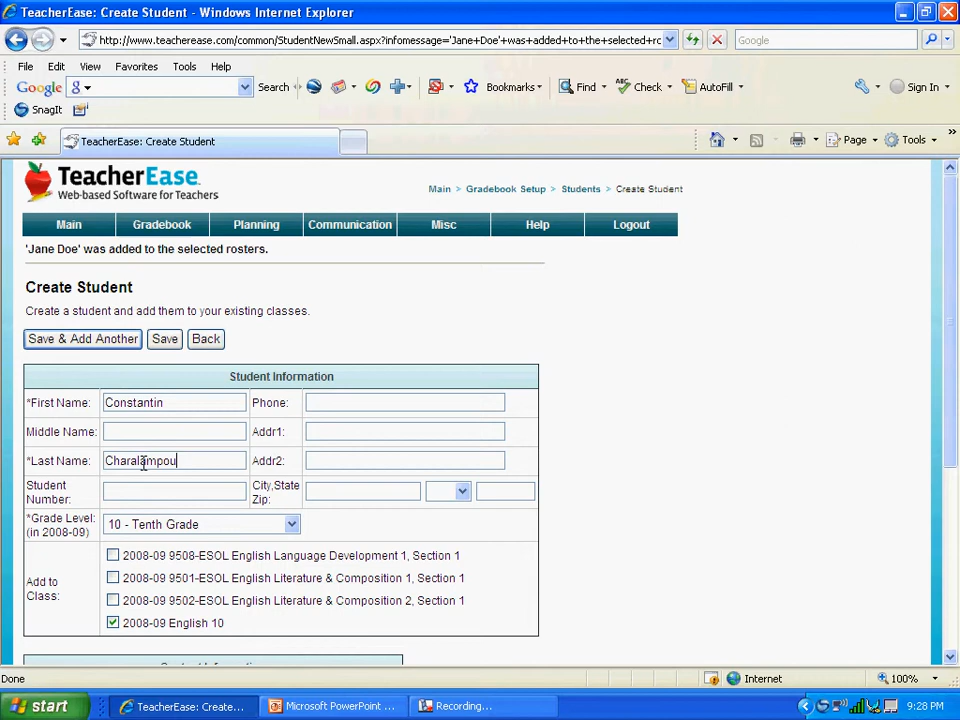 TeacherEase: Create Student - Windows Internet Explorer
http://www.teacherease.com/common/StudentNewSmall.aspx?infomessage='Jane+Doe'+was+added+to+the+selected+ro
Google
File Edit View Favorites Tools Help
Google Search Bookmarks Find Check AutoFill Sign In
SnagIt
TeacherEase: Create Student
Page Tools
TeacherEase
Web-based Software for Teachers
Main > Gradebook Setup > Students > Create Student
Main Gradebook Planning Communication Misc Help Logout
'Jane Doe' was added to the selected rosters.
Create Student
Create a student and add them to your existing classes.
Save & Add Another Save Back
Student Information
*First Name: Constantin Phone:
Middle Name: Addr1:
*Last Name: Charalampou Addr2:
Student Number: City,State Zip:
*Grade Level: (in 2008-09) 10 - Tenth Grade
Add to Class:
2008-09 9508-ESOL English Language Development 1, Section 1
2008-09 9501-ESOL English Literature & Composition 1, Section 1
2008-09 9502-ESOL English Literature & Composition 2, Section 1
2008-09 English 10
Done Internet 100%
start TeacherEase: Create... Microsoft PowerPoint ... Recording... 9:28 PM